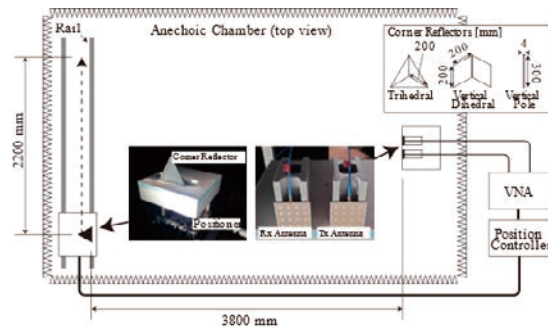 Anechoic Chamber (top view)
Rail
Corner Reflectors [mm]
200
200
200
4
300
Trihedral
Vertical
Dihedral
Vertical
Pole
2200 mm
Corner Reflector
Positioner
Rx Antenna
Tx Antenna
VNA
Position
Controller
3800 mm